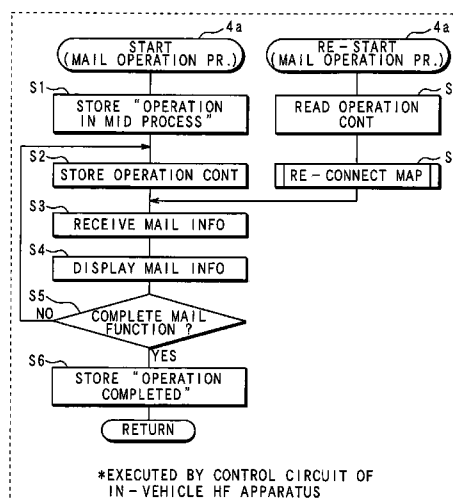 4a
START
(MAIL OPERATION PR.)
4a
RE-START
(MAIL OPERATION PR.)
S1
STORE "OPERATION
IN MID PROCESS"
S
READ OPERATION
CONT
S2
STORE OPERATION CONT
S
RE-CONNECT MAP
S3
RECEIVE MAIL INFO
S4
DISPLAY MAIL INFO
S5
COMPLETE MAIL
FUNCTION ?
NO
YES
S6
STORE "OPERATION
COMPLETED"
RETURN
*EXECUTED BY CONTROL CIRCUIT OF
IN-VEHICLE HF APPARATUS